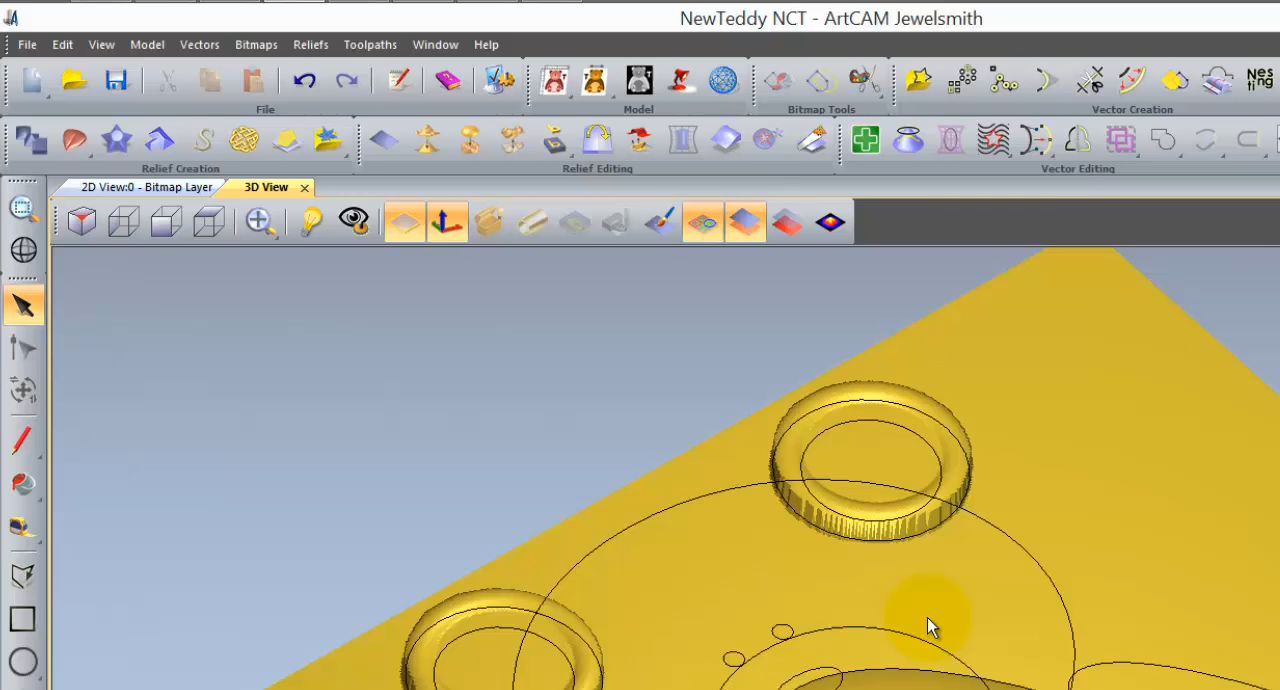 NewTeddy NCT - ArtCAM Jewelsmith
File Edit View Model Vectors Bitmaps Reliefs Toolpaths Window Help
Nes
ting
File Model Bitmap Tools Vector Creation
Relief Creation Relief Editing Vector Editing
2D View:0 - Bitmap Layer 3D View